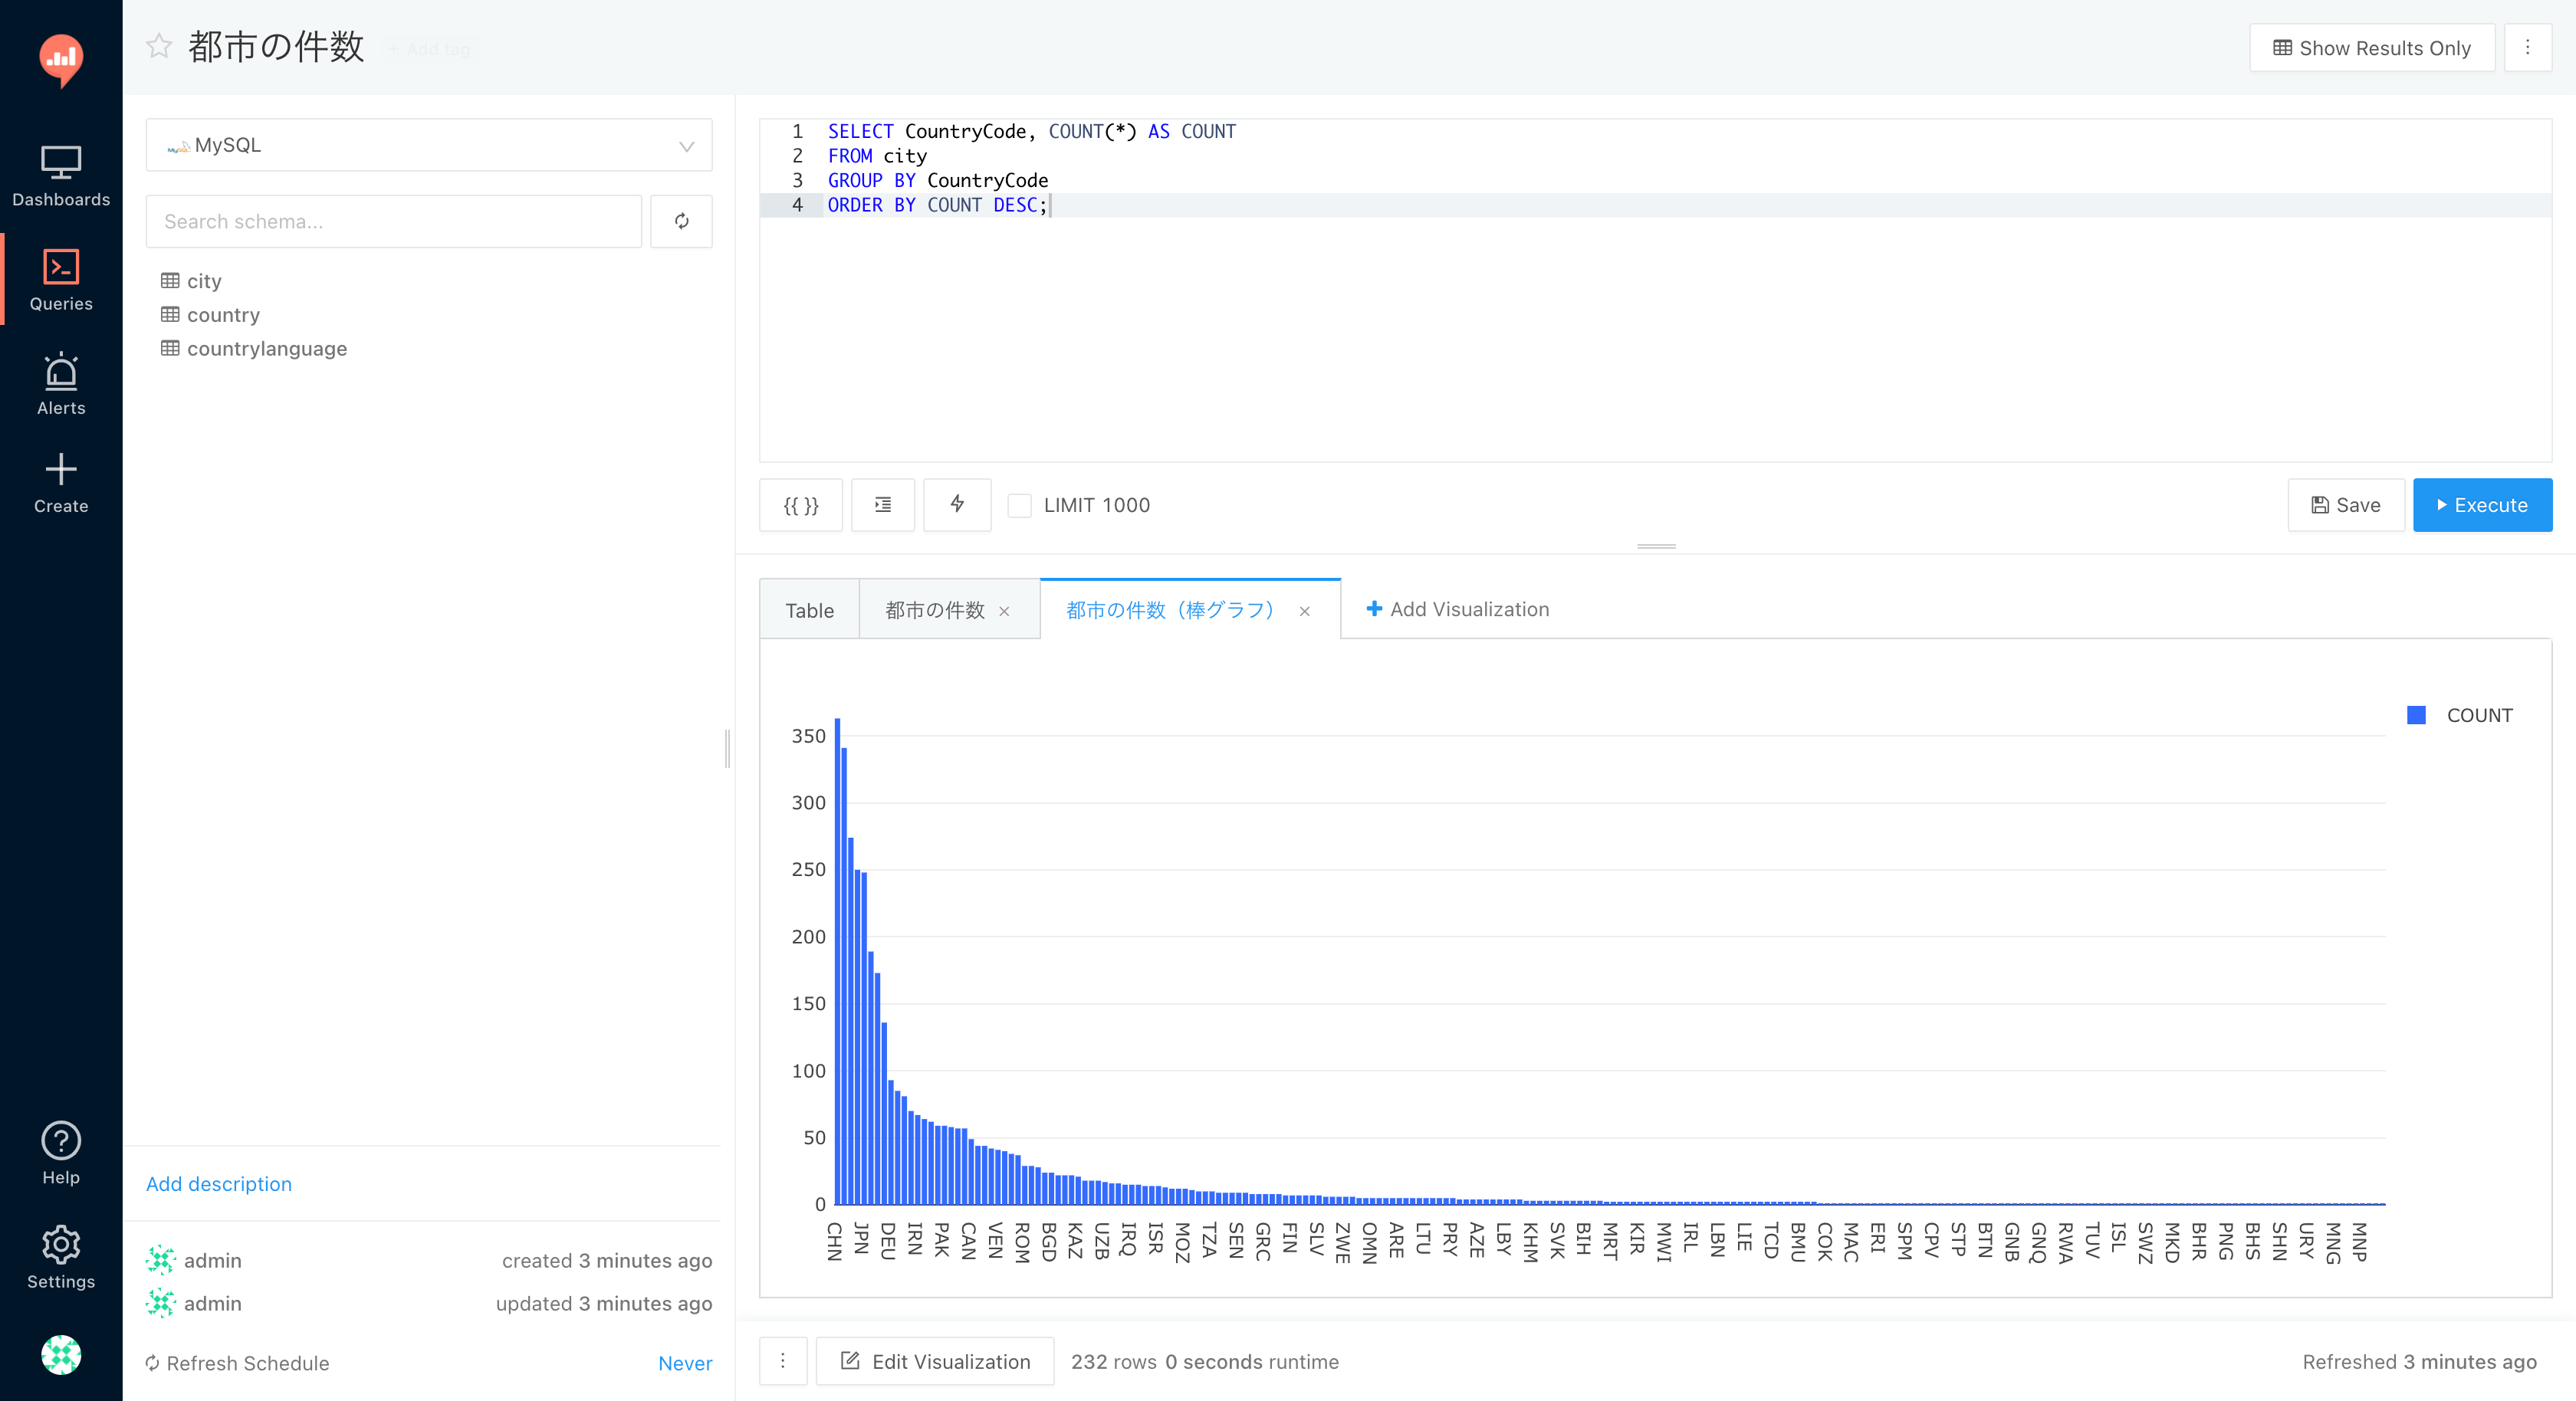 都市の件数
+ Add tag
Show Results Only
Dashboards
Queries
Alerts
Create
Help
Settings
MySQL
Search schema...
city
country
countrylanguage
Add description
admin created 3 minutes ago
admin updated 3 minutes ago
Refresh Schedule Never
1 SELECT CountryCode, COUNT(*) AS COUNT
2 FROM city
3 GROUP BY CountryCode
4 ORDER BY COUNT DESC;
{{ }} LIMIT 1000 Save Execute
Table 都市の件数 × 都市の件数（棒グラフ） × + Add Visualization
COUNT
350
300
250
200
150
100
50
0
CHN JPN DEU IRN PAK CAN VEN ROM BGD KAZ UZB IRQ ISR MOZ TZA SEN GRC FIN SLV ZWE OMN ARE LTU PRY AZE LBY KHM SVK BIH MRT KIR MWI IRL LBN LIE TCD BMU COK MAC ERI SPM CPV STP BTN GNB GNQ RWA TUV ISL SWZ MKD BHR PNG BHS SHN URY MNG MNP
Edit Visualization 232 rows 0 seconds runtime Refreshed 3 minutes ago